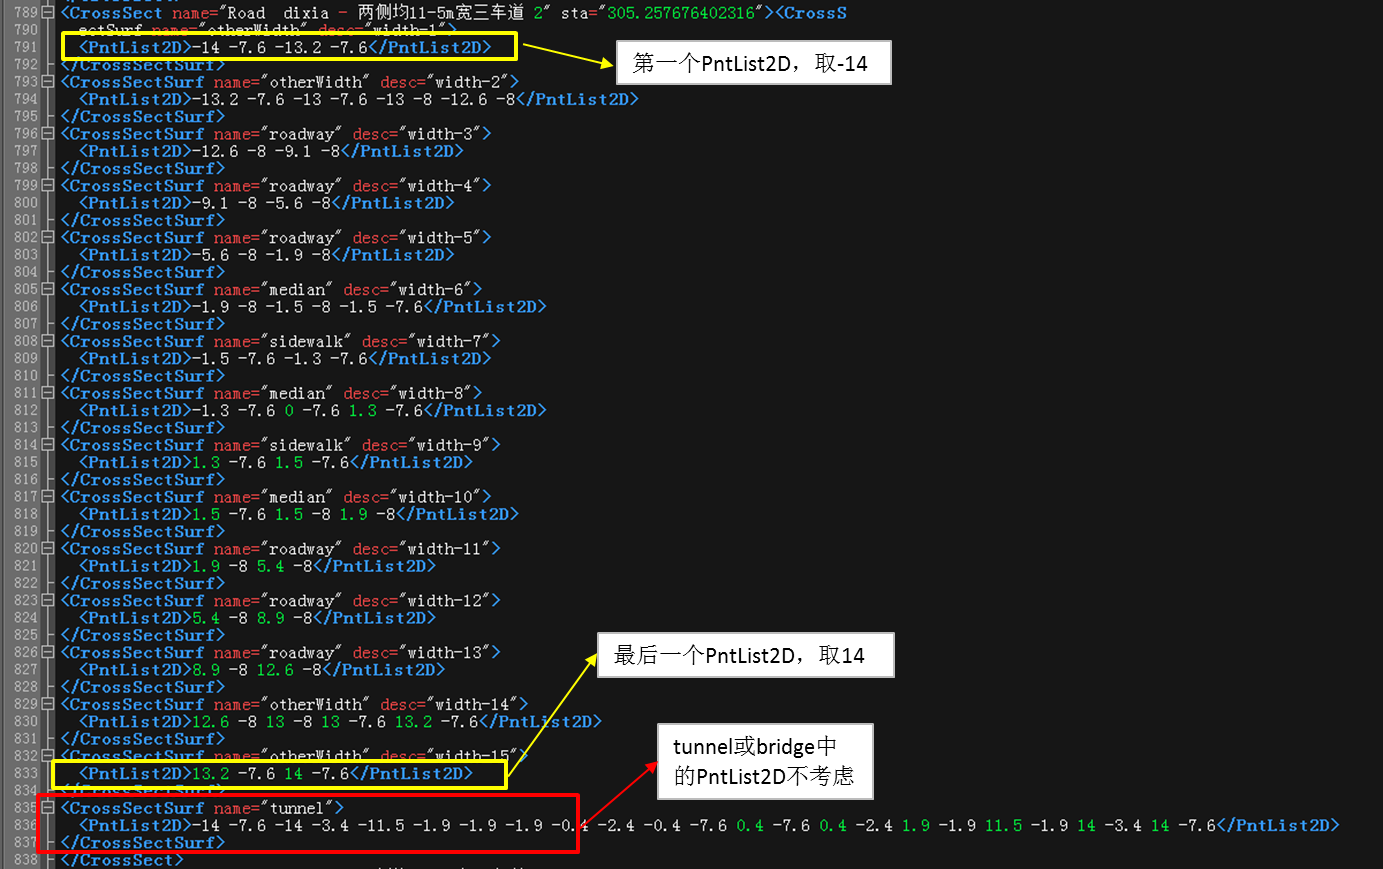 789 <CrossSect name="Road  dixia - 两侧均11-5m宽三车道 2" sta="305.257676402316"><CrossS
790 ectSurf name="otherWidth" desc="width-1">
791 <PntList2D>-14 -7.6 -13.2 -7.6</PntList2D>
第一个PntList2D，取-14
792 </CrossSectSurf>
793 <CrossSectSurf name="otherWidth" desc="width-2">
794 <PntList2D>-13.2 -7.6 -13 -7.6 -13 -8 -12.6 -8</PntList2D>
795 </CrossSectSurf>
796 <CrossSectSurf name="roadway" desc="width-3">
797 <PntList2D>-12.6 -8 -9.1 -8</PntList2D>
798 </CrossSectSurf>
799 <CrossSectSurf name="roadway" desc="width-4">
800 <PntList2D>-9.1 -8 -5.6 -8</PntList2D>
801 </CrossSectSurf>
802 <CrossSectSurf name="roadway" desc="width-5">
803 <PntList2D>-5.6 -8 -1.9 -8</PntList2D>
804 </CrossSectSurf>
805 <CrossSectSurf name="median" desc="width-6">
806 <PntList2D>-1.9 -8 -1.5 -8 -1.5 -7.6</PntList2D>
807 </CrossSectSurf>
808 <CrossSectSurf name="sidewalk" desc="width-7">
809 <PntList2D>-1.5 -7.6 -1.3 -7.6</PntList2D>
810 </CrossSectSurf>
811 <CrossSectSurf name="median" desc="width-8">
812 <PntList2D>-1.3 -7.6 0 -7.6 1.3 -7.6</PntList2D>
813 </CrossSectSurf>
814 <CrossSectSurf name="sidewalk" desc="width-9">
815 <PntList2D>1.3 -7.6 1.5 -7.6</PntList2D>
816 </CrossSectSurf>
817 <CrossSectSurf name="median" desc="width-10">
818 <PntList2D>1.5 -7.6 1.5 -8 1.9 -8</PntList2D>
819 </CrossSectSurf>
820 <CrossSectSurf name="roadway" desc="width-11">
821 <PntList2D>1.9 -8 5.4 -8</PntList2D>
822 </CrossSectSurf>
823 <CrossSectSurf name="roadway" desc="width-12">
824 <PntList2D>5.4 -8 8.9 -8</PntList2D>
825 </CrossSectSurf>
826 <CrossSectSurf name="roadway" desc="width-13">
最后一个PntList2D，取14
827 <PntList2D>8.9 -8 12.6 -8</PntList2D>
828 </CrossSectSurf>
829 <CrossSectSurf name="otherWidth" desc="width-14">
830 <PntList2D>12.6 -8 13 -8 13 -7.6 13.2 -7.6</PntList2D>
831 </CrossSectSurf>
832 <CrossSectSurf name="otherWidth" desc="width-15">
tunnel或bridge中
的PntList2D不考虑
833 <PntList2D>13.2 -7.6 14 -7.6</PntList2D>
834 </CrossSectSurf>
835 <CrossSectSurf name="tunnel">
836 <PntList2D>-14 -7.6 -14 -3.4 -11.5 -1.9 -1.9 -1.9 -0.4 -2.4 -0.4 -7.6 0.4 -7.6 0.4 -2.4 1.9 -1.9 11.5 -1.9 14 -3.4 14 -7.6</PntList2D>
837 </CrossSectSurf>
838 </CrossSect>